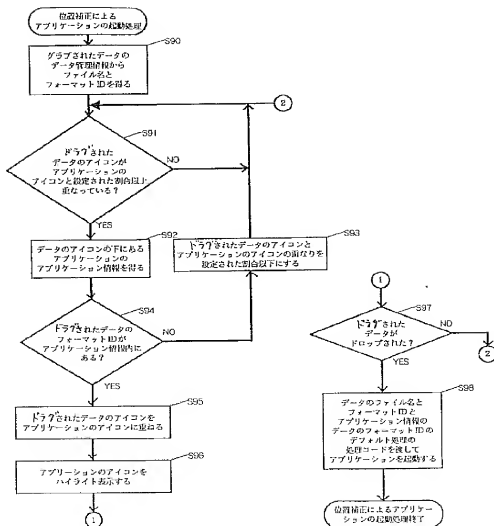 位置補正による
アプリケーションの起動処理
S90
グラブされたデータの
データ管理情報から
ファイル名と
フォーマットIDを得る
2
S91
ドラグされた
データのアイコンが
アプリケーションの
アイコンと設定された割合以上
重なっている?
NO
YES
S92
データのアイコンの下にある
アプリケーションの
アプリケーション情報を得る
S93
ドラグされたデータのアイコンと
アプリケーションのアイコンの重なりを
設定された割合以下にする
S94
ドラグされたデータの
フォーマットIDが
アプリケーション情報内に
ある?
NO
YES
S95
ドラグされたデータのアイコンを
アプリケーションのアイコンに重ねる
S96
アプリケーションのアイコンを
ハイライト表示する
1
1
S97
ドラグされた
データが
ドロップされた?
NO
2
YES
S98
データのファイル名と
フォーマットIDと
アプリケーション情報の
データのフォーマットIDの
デフォルト処理の
処理コードを渡して
アプリケーションを起動する
位置補正によるアプリケー
ションの起動処理終了